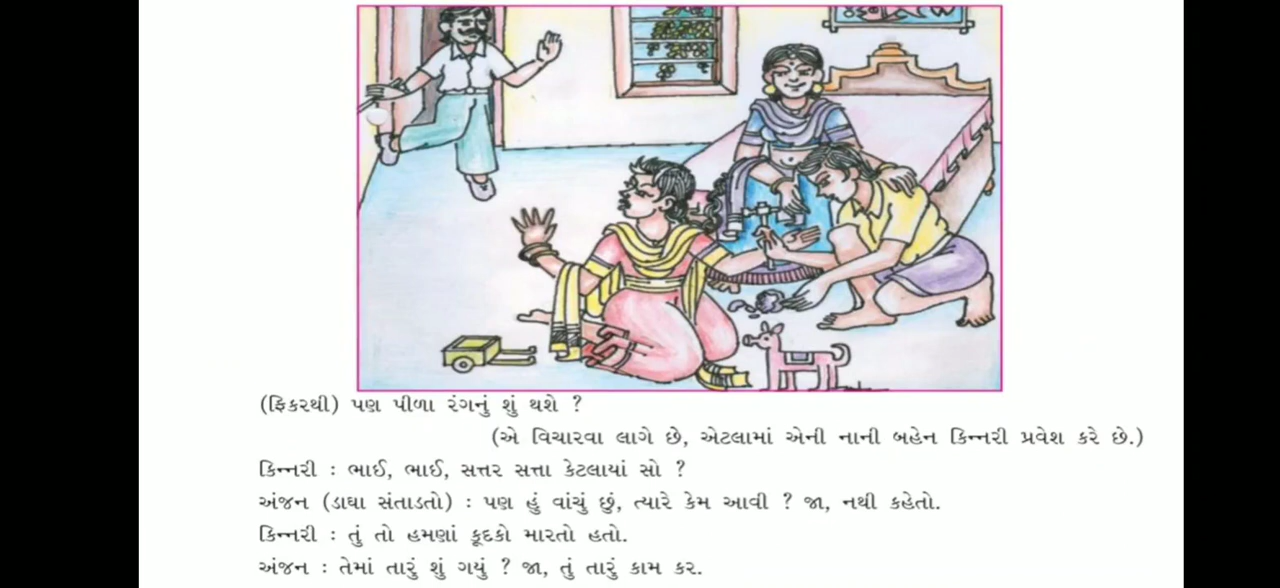 (ફિકરથી) પણ પીળા રંગનું શું થશે ?
(એ વિચારવા લાગે છે, એટલામાં એની નાની બહેન કિન્નરી પ્રવેશ કરે છે.)
કિન્નરી : ભાઈ, ભાઈ, સત્તર સત્તા કેટલાયાં સો ?
અંજન (ડાઘા સંતાડતો) : પણ હું વાંચું છું, ત્યારે કેમ આવી ? જા, નથી કહેતો.
કિન્નરી : તું તો હમણાં કૂદકો મારતો હતો.
અંજન : તેમાં તારું શું ગયું ? જા, તું તારું કામ કર.